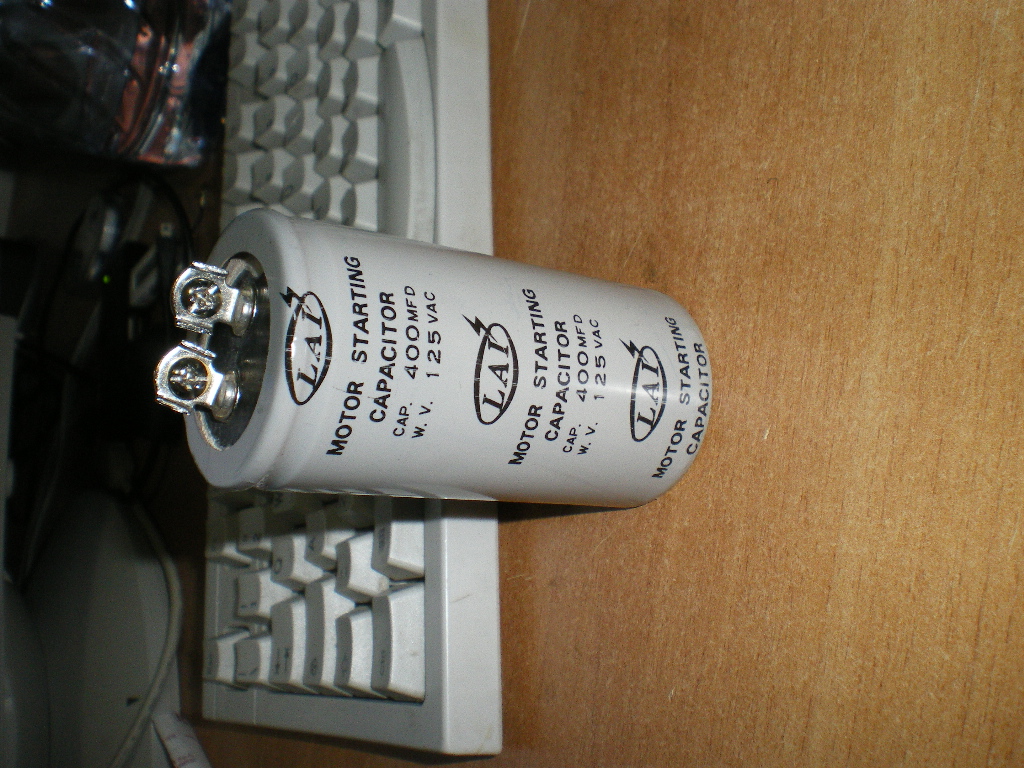 LAI
MOTOR STARTING
CAPACITOR
CAP. 400MFD
W. V. 125VAC
LAI
MOTOR STARTING
CAPACITOR
CAP. 400MFD
W. V. 125VAC
LAI
MOTOR STARTING
CAPACITOR